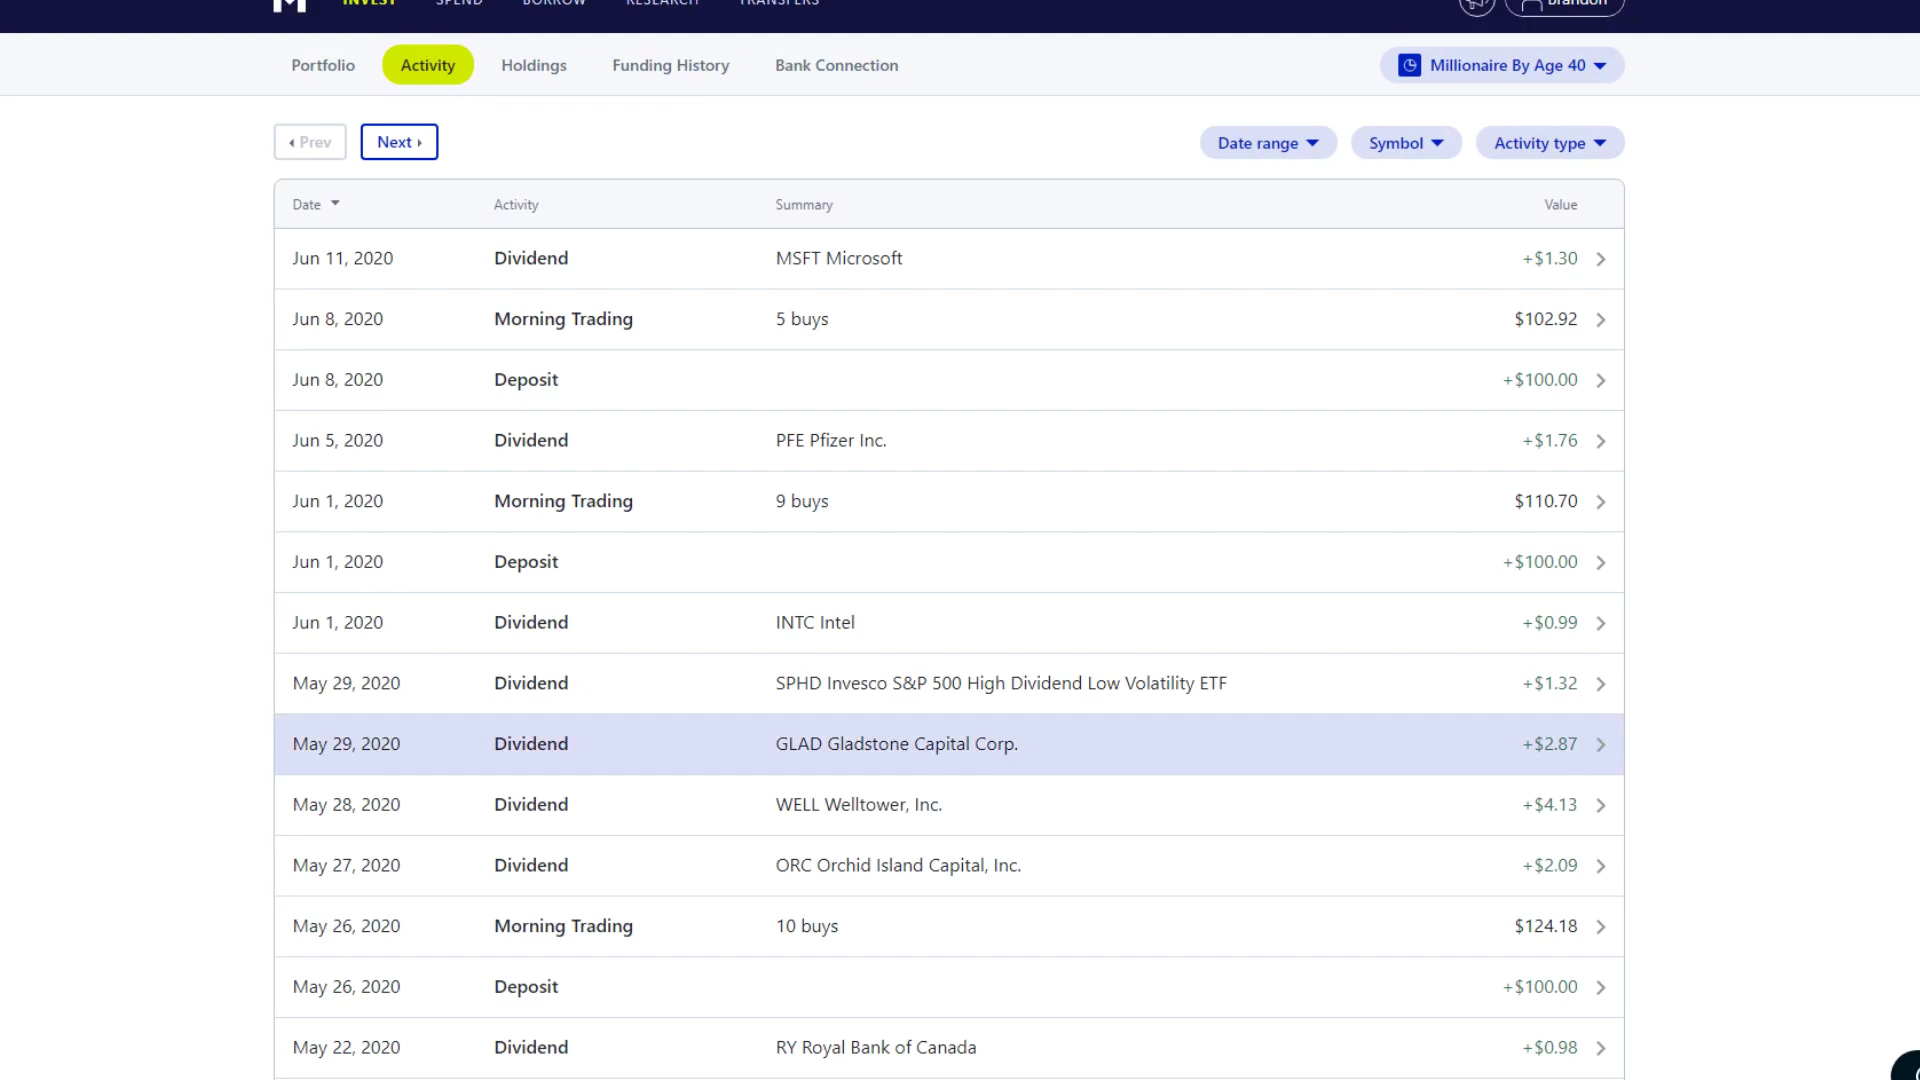 INVEST SPEND BORROW RESEARCH TRANSFERS brandon
Portfolio Activity Holdings Funding History Bank Connection Millionaire By Age 40
Prev Next Date range Symbol Activity type
Date Activity Summary Value
Jun 11, 2020 Dividend MSFT Microsoft +$1.30
Jun 8, 2020 Morning Trading 5 buys $102.92
Jun 8, 2020 Deposit +$100.00
Jun 5, 2020 Dividend PFE Pfizer Inc. +$1.76
Jun 1, 2020 Morning Trading 9 buys $110.70
Jun 1, 2020 Deposit +$100.00
Jun 1, 2020 Dividend INTC Intel +$0.99
May 29, 2020 Dividend SPHD Invesco S&P 500 High Dividend Low Volatility ETF +$1.32
May 29, 2020 Dividend GLAD Gladstone Capital Corp. +$2.87
May 28, 2020 Dividend WELL Welltower, Inc. +$4.13
May 27, 2020 Dividend ORC Orchid Island Capital, Inc. +$2.09
May 26, 2020 Morning Trading 10 buys $124.18
May 26, 2020 Deposit +$100.00
May 22, 2020 Dividend RY Royal Bank of Canada +$0.98